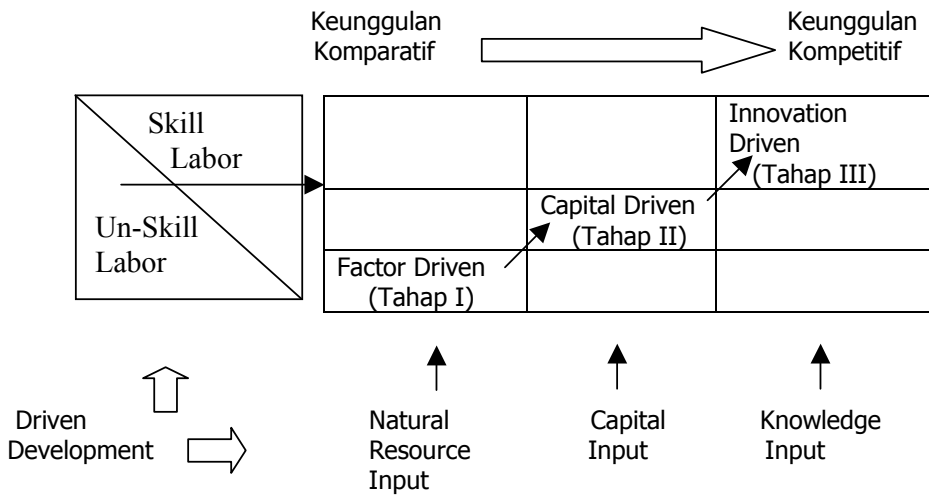 Keunggulan
Komparatif
Keunggulan
Kompetitif
Skill
Labor
Un-Skill
Labor
Innovation
Driven
(Tahap III)
Capital Driven
(Tahap II)
Factor Driven
(Tahap I)
Driven
Development
Natural
Resource
Input
Capital
Input
Knowledge
Input